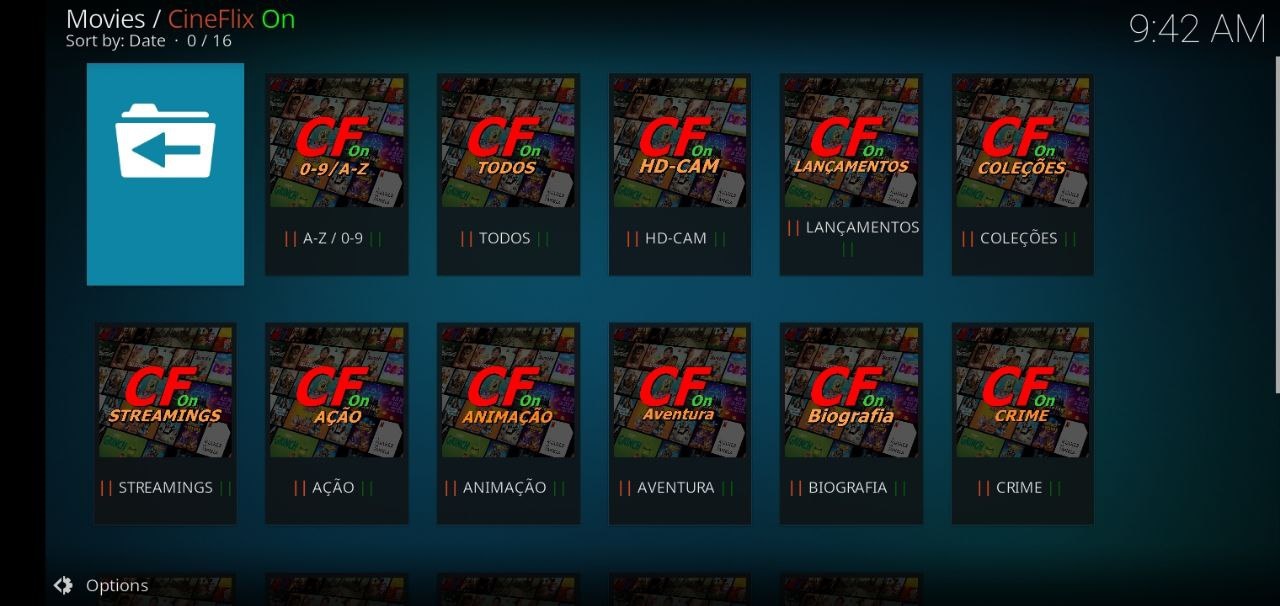 Movies / CineFlix On
Sort by: Date · 0 / 16
9:42 AM
CF On
0-9/A-Z
|| A-Z / 0-9 ||
CF On
TODOS
|| TODOS ||
CF On
HD-CAM
|| HD-CAM ||
CF On
LANÇAMENTOS
|| LANÇAMENTOS
||
CF On
COLEÇÕES
|| COLEÇÕES ||
CF On
STREAMINGS
|| STREAMINGS ||
CF On
AÇÃO
|| AÇÃO ||
CF On
ANIMAÇÃO
|| ANIMAÇÃO ||
CF On
Aventura
|| AVENTURA ||
CF On
Biografia
|| BIOGRAFIA ||
CF On
CRIME
|| CRIME ||
Options